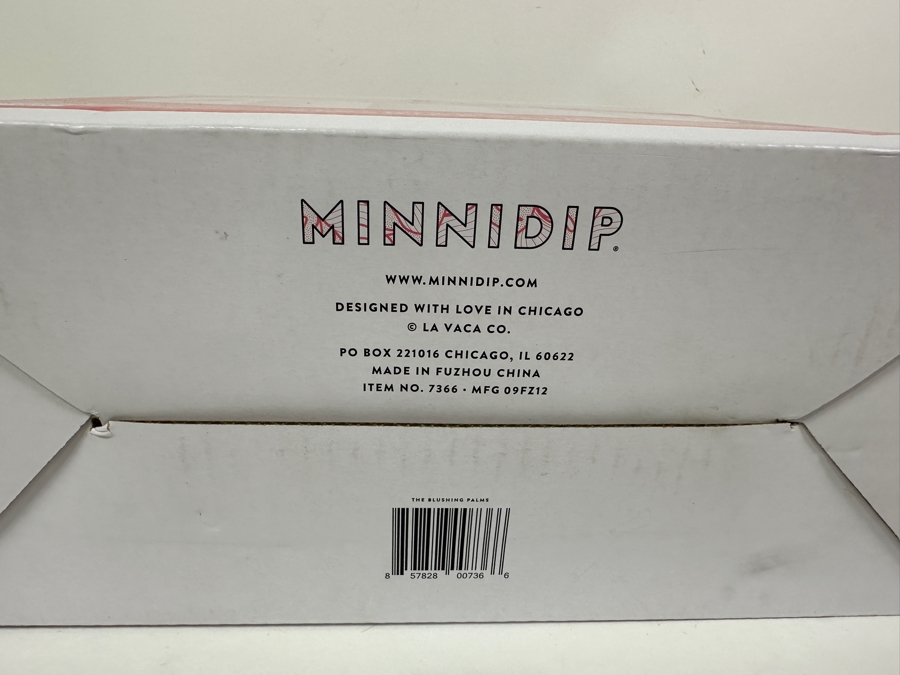 MINNIDIP®
WWW.MINNIDIP.COM
DESIGNED WITH LOVE IN CHICAGO
© LA VACA CO.
PO BOX 221016 CHICAGO, IL 60622
MADE IN FUZHOU CHINA
ITEM NO. 7366 • MFG 09FZ12
THE BLUSHING PALMS
8 57828 00736 6